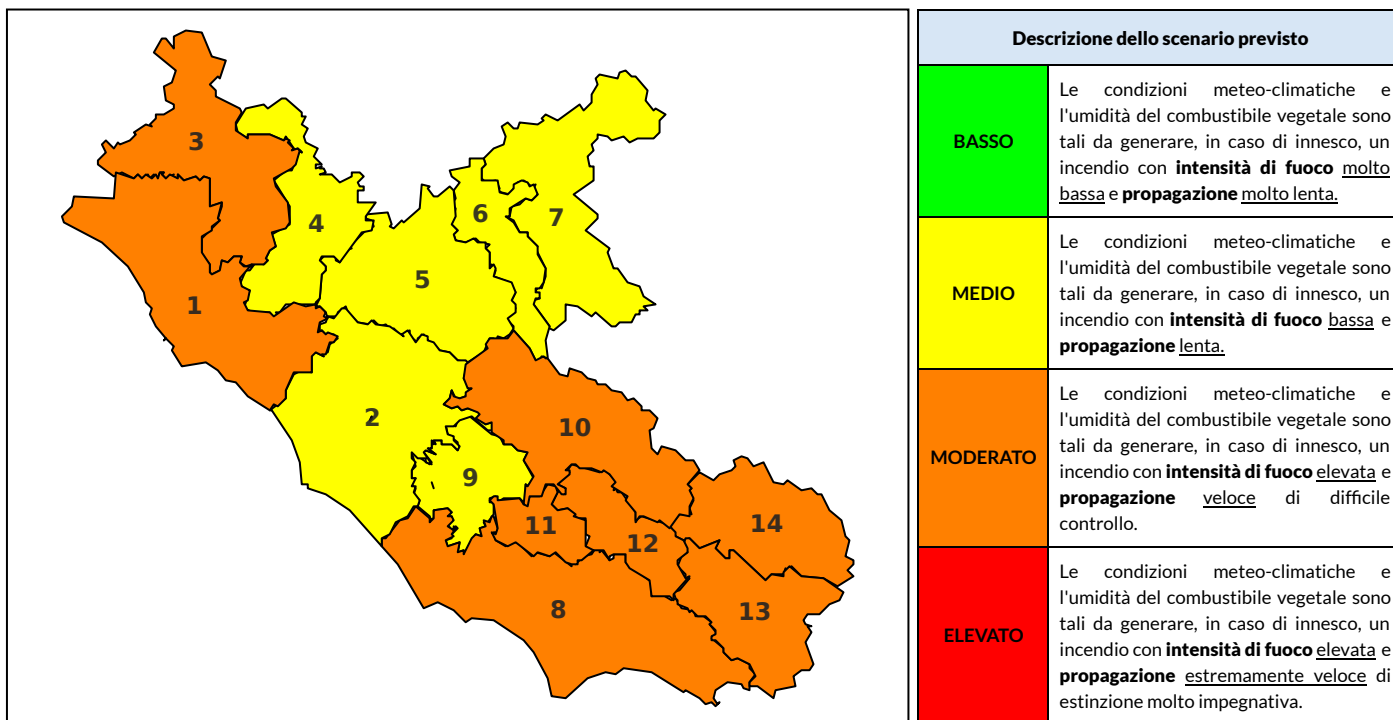 3
4
6
7
5
1
2
9
10
11
12
14
8
13
Descrizione dello scenario previsto
BASSO
Le condizioni meteo-climatiche e
l'umidità del combustibile vegetale sono
tali da generare, in caso di innesco, un
incendio con intensità di fuoco molto
bassa e propagazione molto lenta.
MEDIO
Le condizioni meteo-climatiche e
l'umidità del combustibile vegetale sono
tali da generare, in caso di innesco, un
incendio con intensità di fuoco bassa e
propagazione lenta.
MODERATO
Le condizioni meteo-climatiche e
l'umidità del combustibile vegetale sono
tali da generare, in caso di innesco, un
incendio con intensità di fuoco elevata e
propagazione veloce di difficile
controllo.
ELEVATO
Le condizioni meteo-climatiche e
l'umidità del combustibile vegetale sono
tali da generare, in caso di innesco, un
incendio con intensità di fuoco elevata e
propagazione estremamente veloce di
estinzione molto impegnativa.